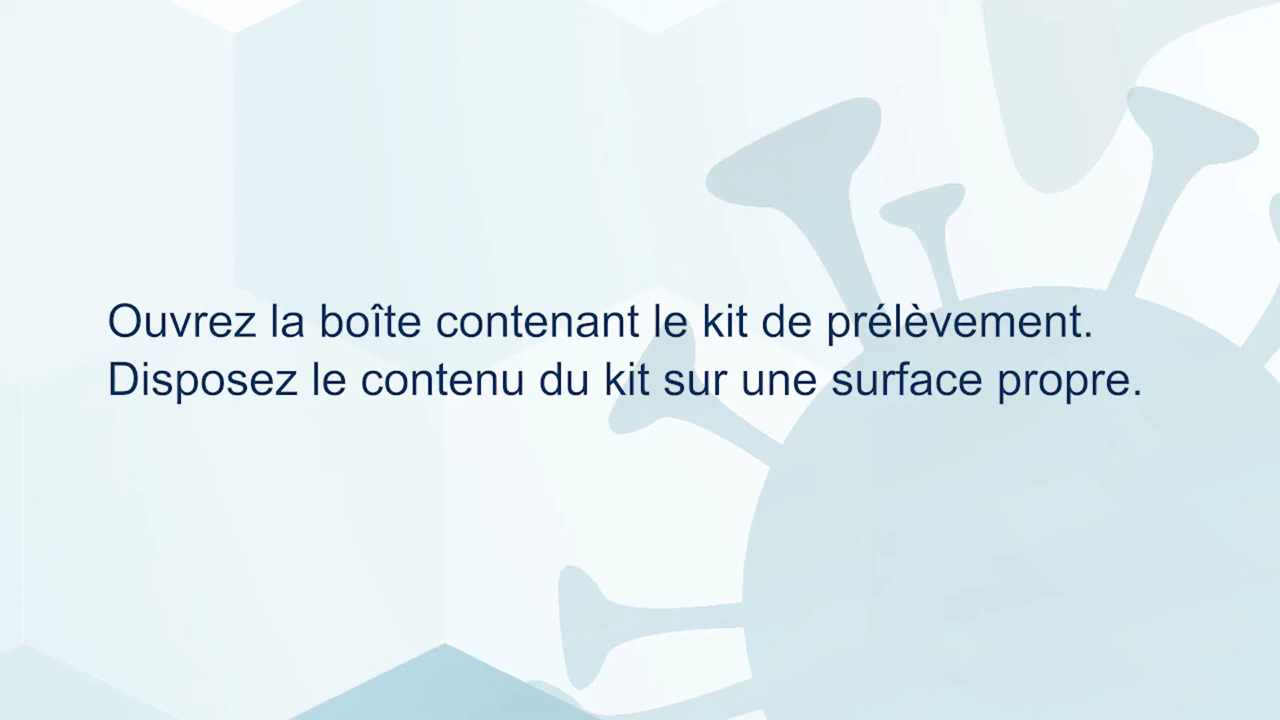 Ouvrez la boîte contenant le kit de prélèvement.
Disposez le contenu du kit sur une surface propre.